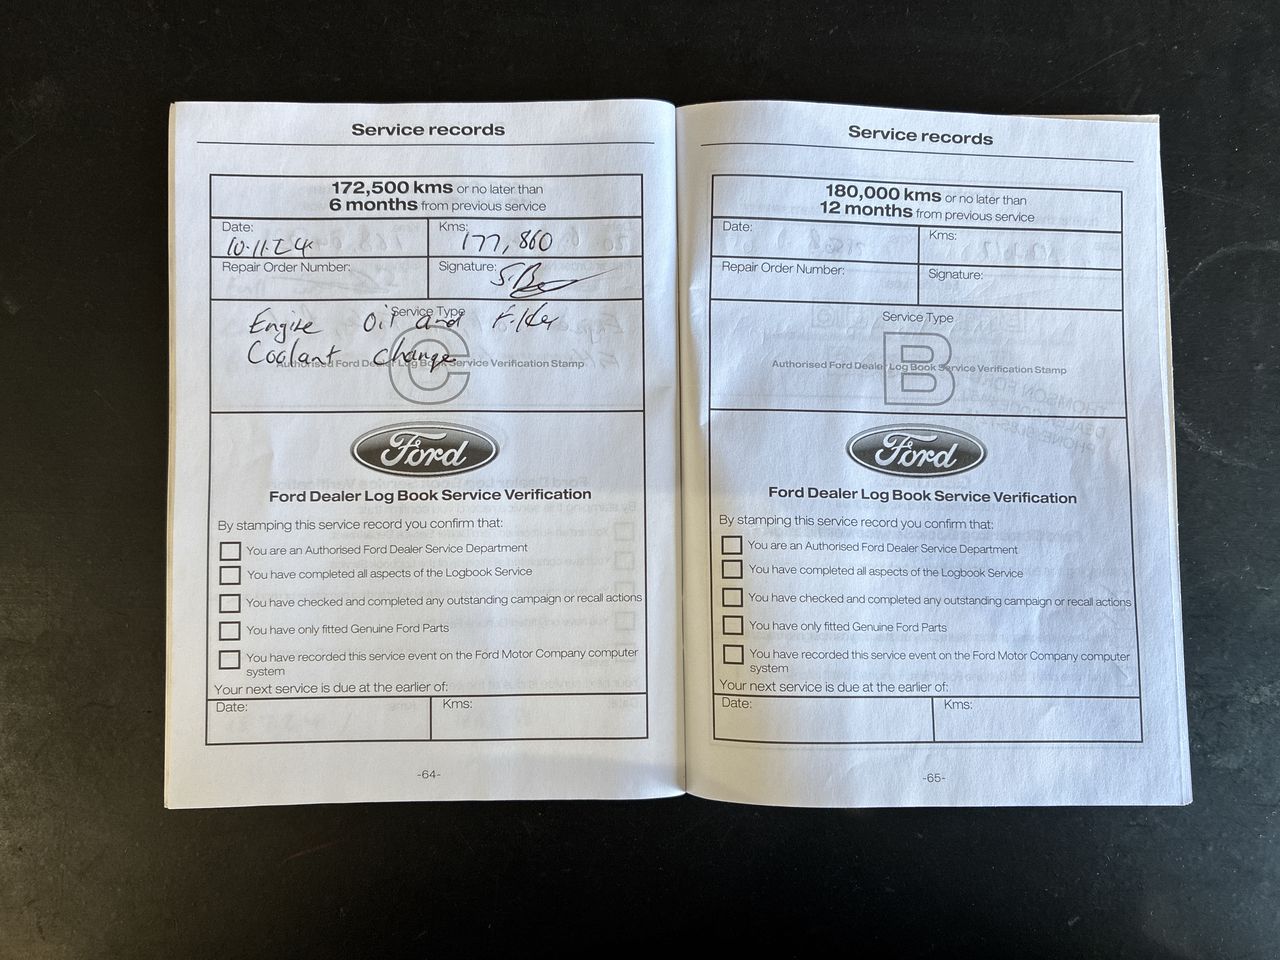 Service records
172,500 kms or no later than
6 months from previous service
Date:
10.11.24
Kms:
177,860
Repair Order Number:
Signature:
Service Type
Engine Oil and Filter
Coolant Change
C
Authorised Ford Dealer Log Book Service Verification Stamp
Ford
Ford Dealer Log Book Service Verification
By stamping this service record you confirm that:
You are an Authorised Ford Dealer Service Department
You have completed all aspects of the Logbook Service
You have checked and completed any outstanding campaign or recall actions
You have only fitted Genuine Ford Parts
You have recorded this service event on the Ford Motor Company computer
system
Your next service is due at the earlier of:
Date:
Kms:
-64-
Service records
180,000 kms or no later than
12 months from previous service
Date:
Kms:
Repair Order Number:
Signature:
Service Type
B
Authorised Ford Dealer Log Book Service Verification Stamp
Ford
Ford Dealer Log Book Service Verification
By stamping this service record you confirm that:
You are an Authorised Ford Dealer Service Department
You have completed all aspects of the Logbook Service
You have checked and completed any outstanding campaign or recall actions
You have only fitted Genuine Ford Parts
You have recorded this service event on the Ford Motor Company computer
system
Your next service is due at the earlier of:
Date:
Kms:
-65-